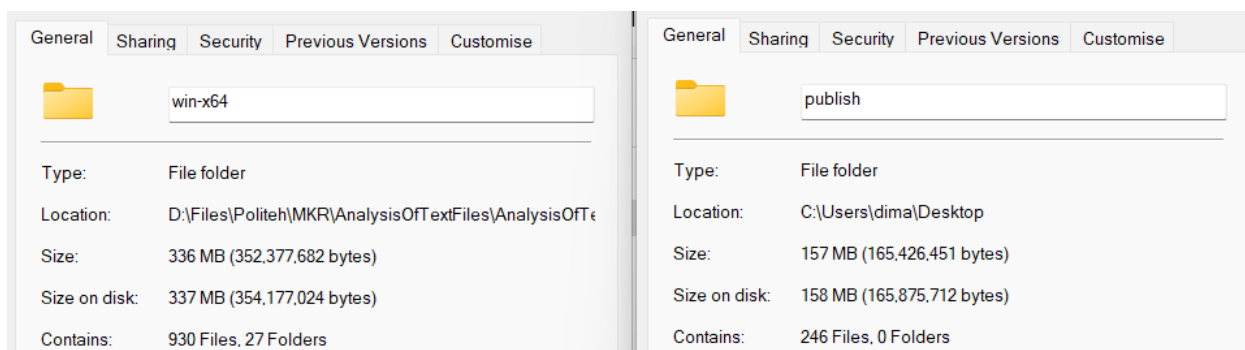 General Sharing Security Previous Versions Customise
win-x64
Type: File folder
Location: D:\Files\Politeh\MKR\AnalysisOfTextFiles\AnalysisOfTe
Size: 336 MB (352,377,682 bytes)
Size on disk: 337 MB (354,177,024 bytes)
Contains: 930 Files, 27 Folders
General Sharing Security Previous Versions Customise
publish
Type: File folder
Location: C:\Users\dima\Desktop
Size: 157 MB (165,426,451 bytes)
Size on disk: 158 MB (165,875,712 bytes)
Contains: 246 Files, 0 Folders